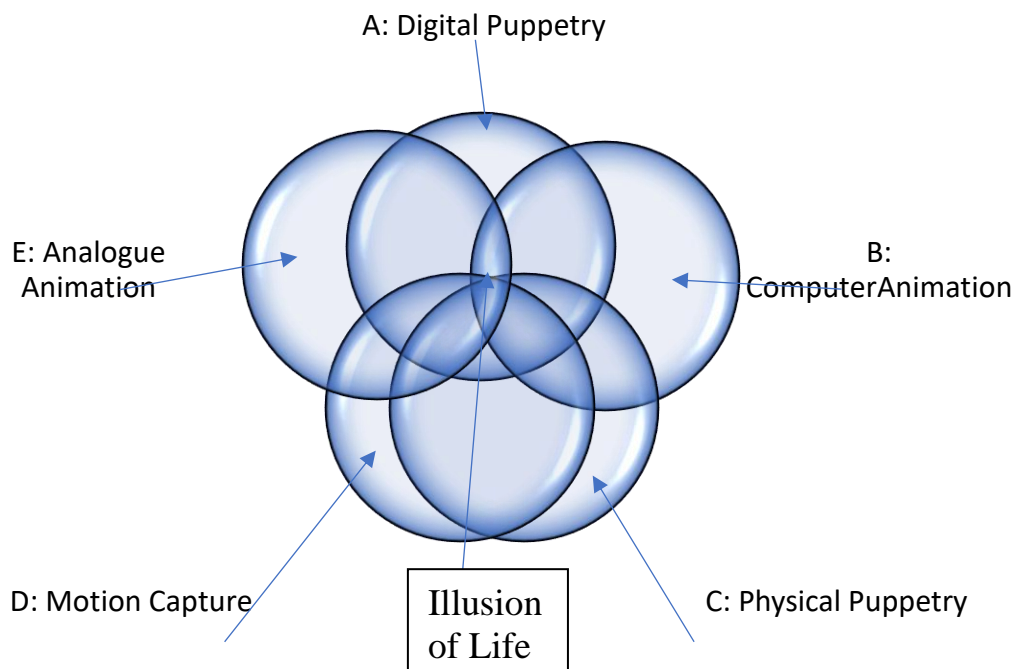 A: Digital Puppetry
E: Analogue
Animation
B:
ComputerAnimation
D: Motion Capture
Illusion
of Life
C: Physical Puppetry